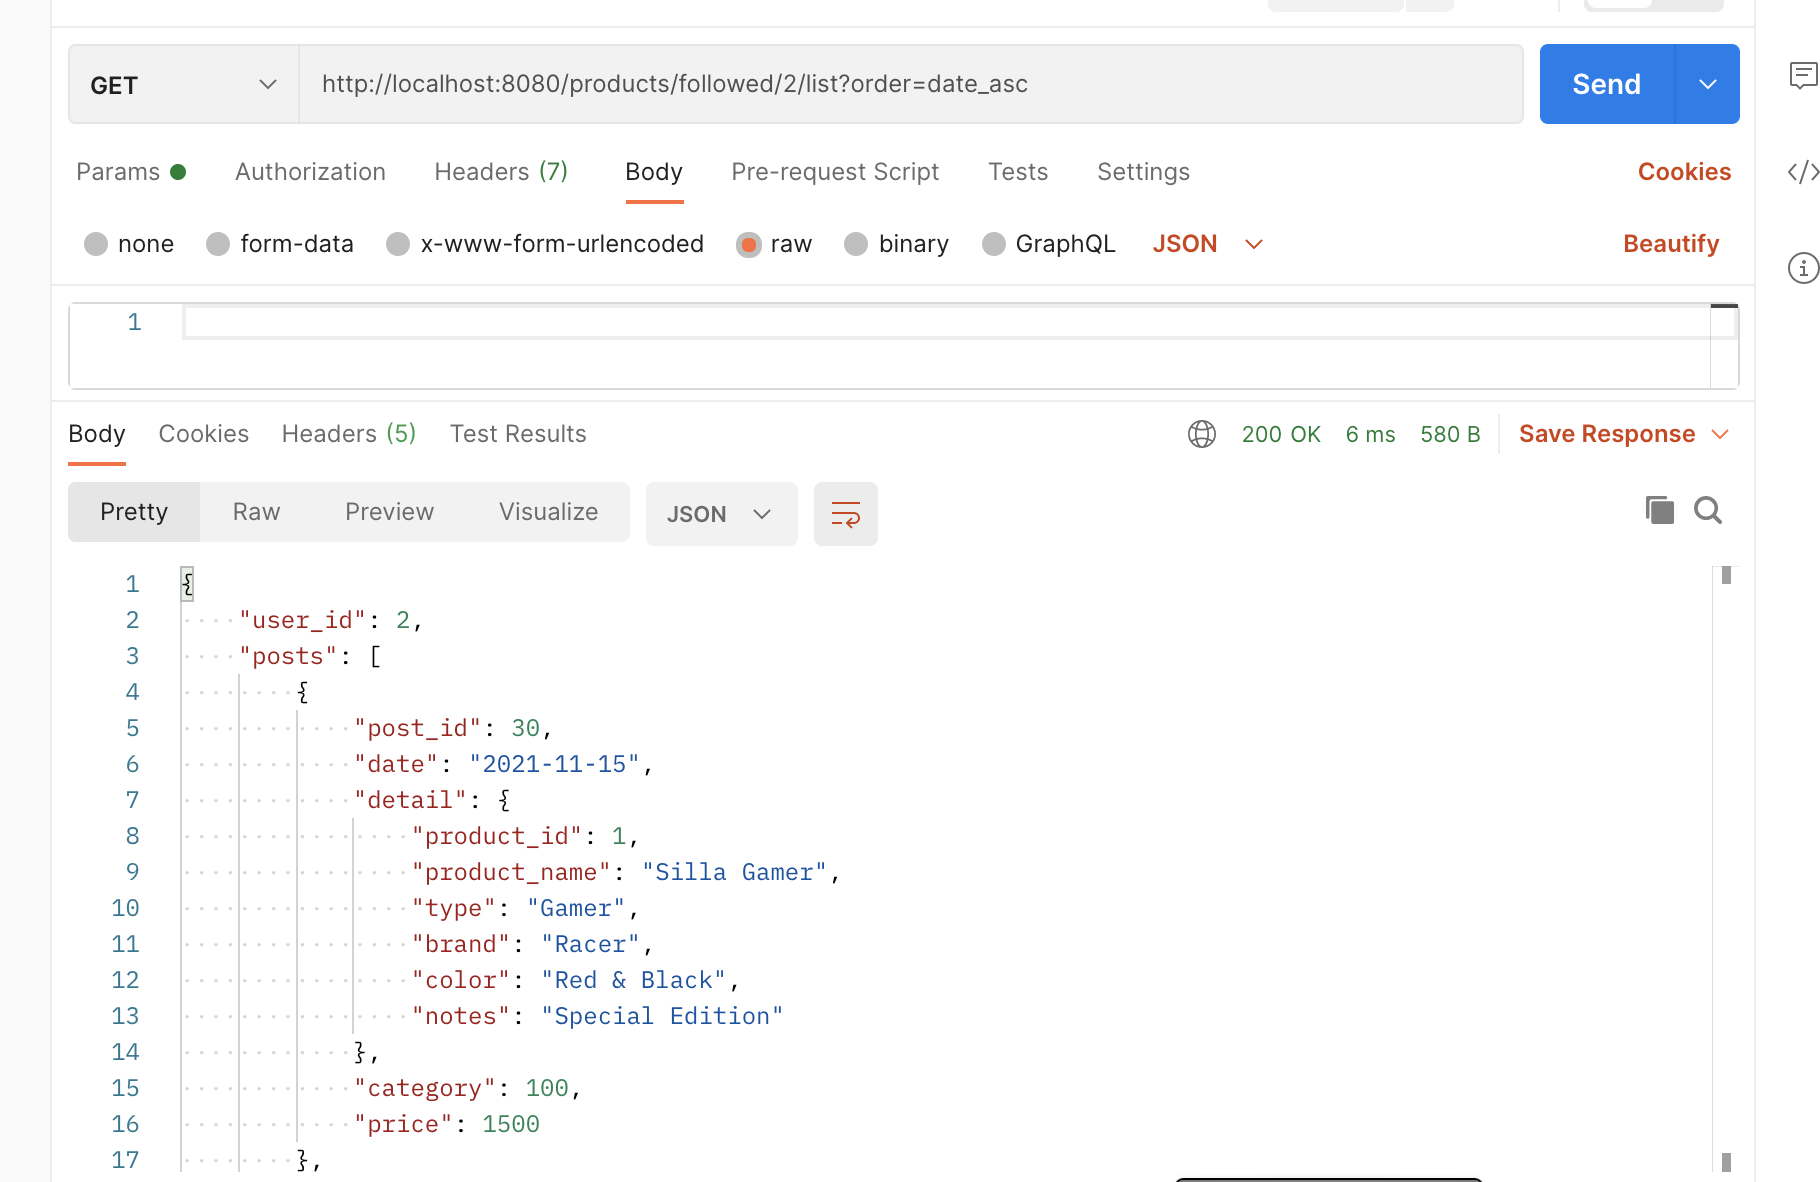 GET http://localhost:8080/products/followed/2/list?order=date_asc Send
Params Authorization Headers (7) Body Pre-request Script Tests Settings Cookies
none form-data x-www-form-urlencoded raw binary GraphQL JSON Beautify
1
Body Cookies Headers (5) Test Results 200 OK 6 ms 580 B Save Response
Pretty Raw Preview Visualize JSON
1 {
2 "user_id": 2,
3 "posts": [
4 {
5 "post_id": 30,
6 "date": "2021-11-15",
7 "detail": {
8 "product_id": 1,
9 "product_name": "Silla Gamer",
10 "type": "Gamer",
11 "brand": "Racer",
12 "color": "Red & Black",
13 "notes": "Special Edition"
14 },
15 "category": 100,
16 "price": 1500
17 },